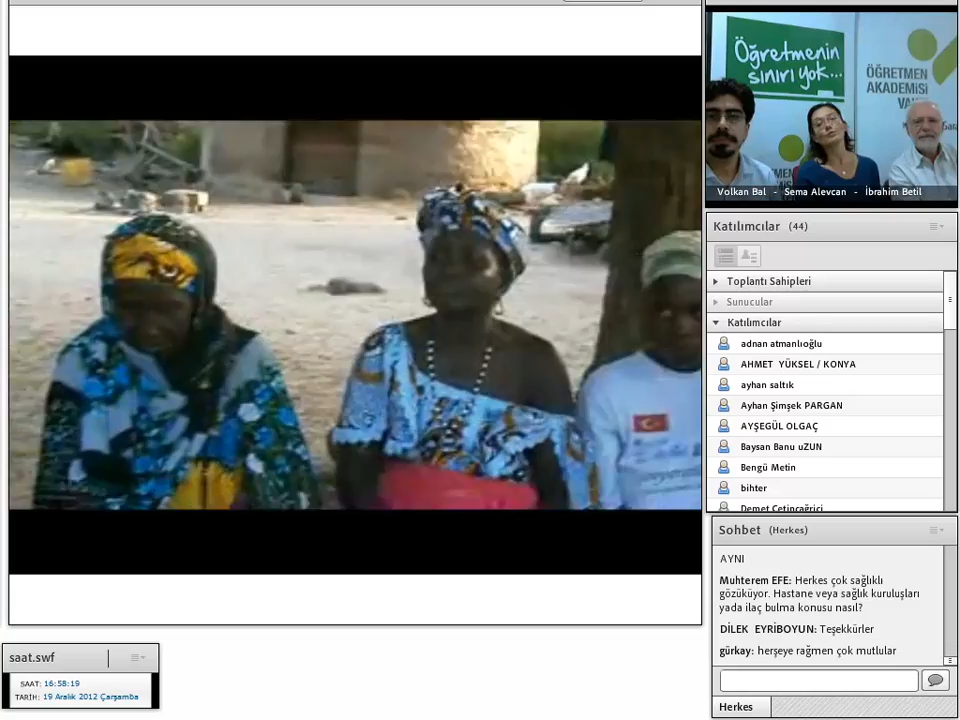 Öğretmenin
sınırı yok...
ÖĞRETMEN
AKADEMİSİ
Volkan Bal - Sema Alevcan - İbrahim Betil
Katılımcılar (44)
Toplantı Sahipleri
Sunucular
Katılımcılar
adnan atmanlıoğlu
AHMET YÜKSEL / KONYA
ayhan saltık
Ayhan Şimşek PARGAN
AYŞEGÜL OLGAÇ
Baysan Banu uZUN
Bengü Metin
bihter
Demet Çetinçağrici
Sohbet (Herkes)
AYNI
Muhterem EFE: Herkes çok sağlıklı
gözüküyor. Hastane veya sağlık kuruluşları
yada ilaç bulma konusu nasıl?
DİLEK EYRİBOYUN: Teşekkürler
gürkay: herşeye rağmen çok mutlular
Herkes
saat.swf
SAAT: 16:58:19
TARİH: 19 Aralık 2012 Çarşamba